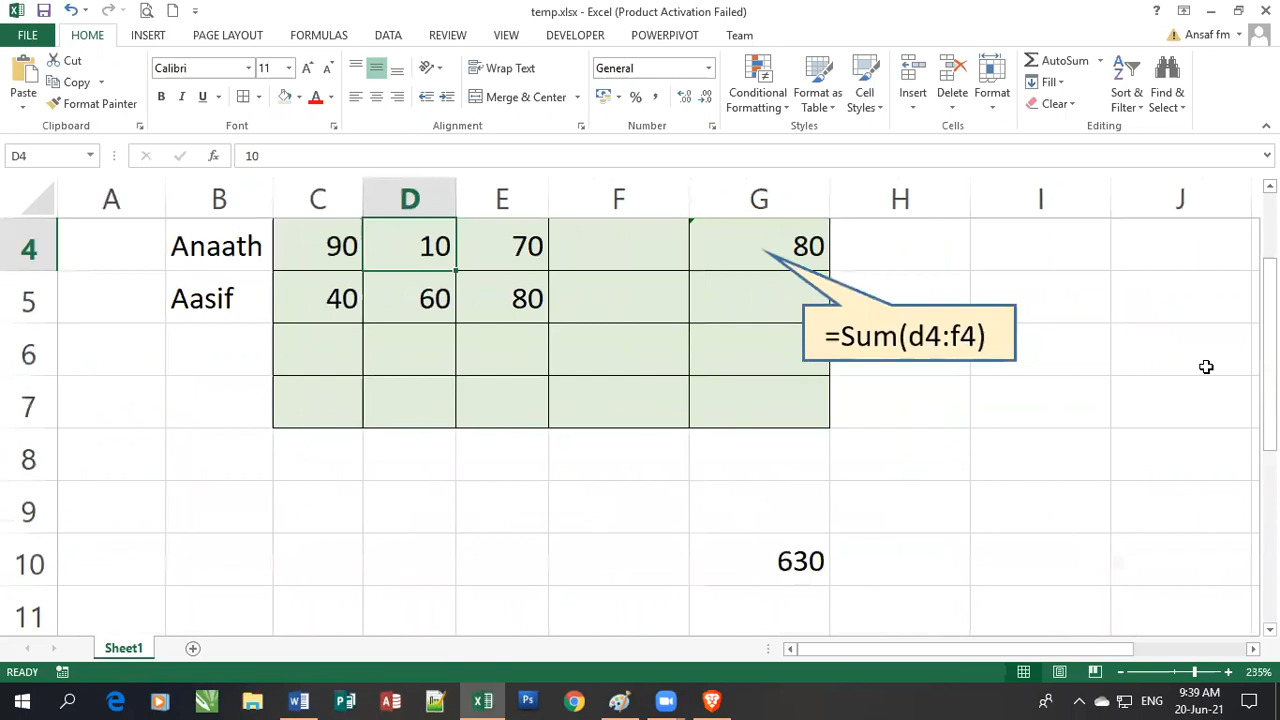 temp.xlsx - Excel (Product Activation Failed)
FILE HOME INSERT PAGE LAYOUT FORMULAS DATA REVIEW VIEW DEVELOPER POWERPIVOT Team Ansaf fm
Cut
Copy
Format Painter
Paste
Clipboard
Calibri 11
B I U
Font
Wrap Text
Merge & Center
Alignment
General
%
Number
Conditional Formatting
Format as Table
Cell Styles
Styles
Insert Delete Format
Cells
AutoSum
Fill
Clear
Sort & Filter
Find & Select
Editing
D4 fx 10
A B C D E F G H I J
4 Anaath 90 10 70 80
5 Aasif 40 60 80
=Sum(d4:f4)
6
7
8
9
10 630
11
Sheet1
READY 235%
ENG 9:39 AM
20-Jun-21